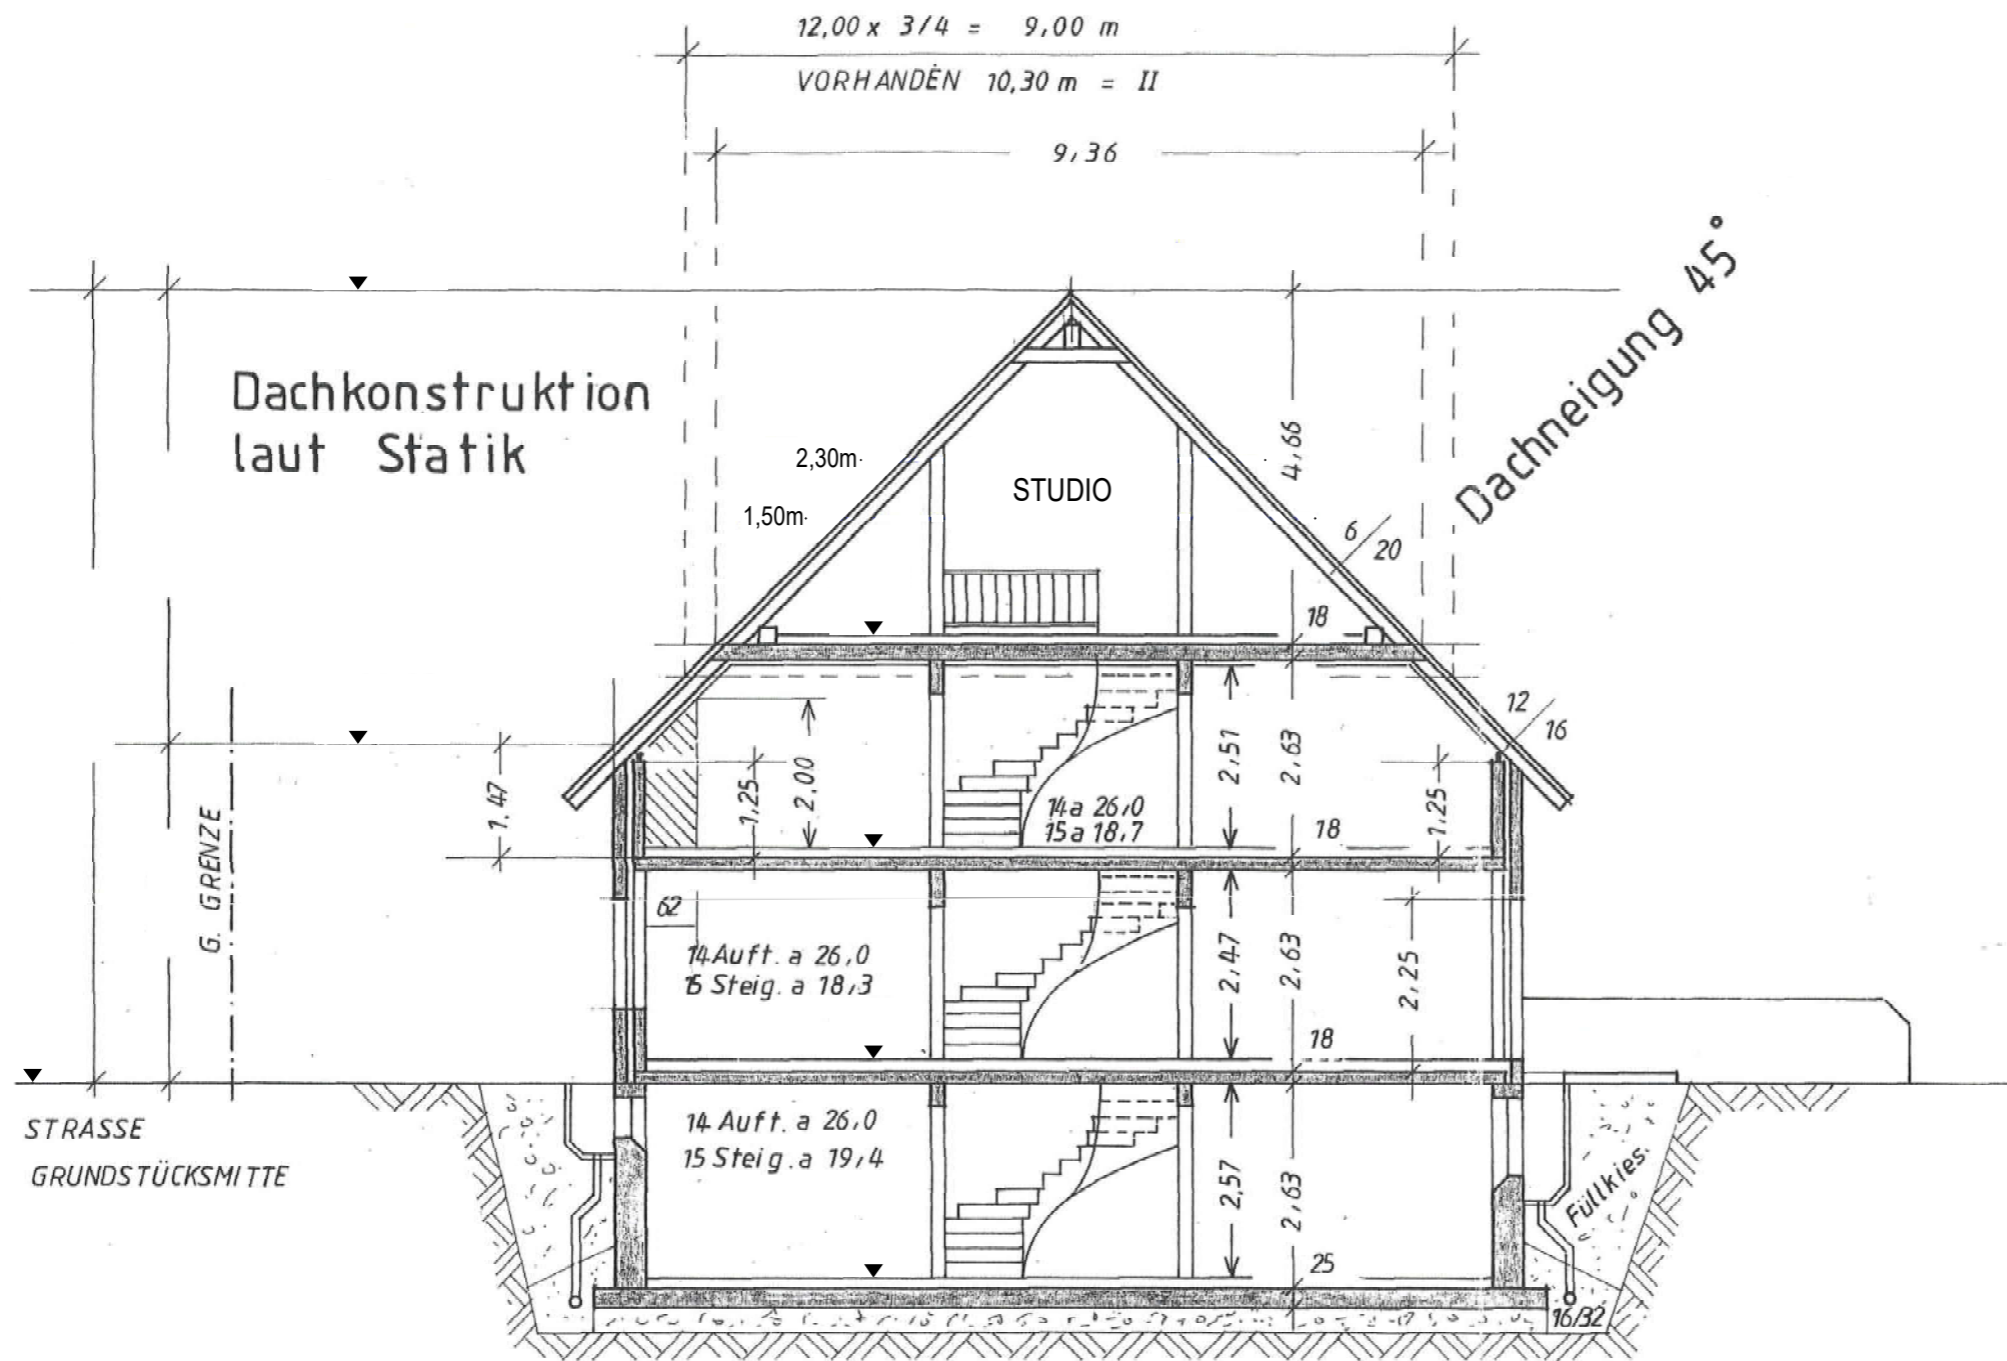 12,00 x 3/4 = 9,00 m
VORHANDEN 10,30 m = II
9,36
Dachneigung 45°
Dachkonstruktion
laut Statik
4,66
2,30m
STUDIO
1,50m
6/20
18
12/16
1.47
1,25
2,00
14 a 26,0
15 a 18,7
2,51
2,63
18
1,25
G. GRENZE
62
14 Auft. a 26,0
15 Steig. a 18,3
2,47
2,63
2,25
18
STRASSE
GRUNDSTÜCKSMITTE
14 Auft. a 26,0
15 Steig. a 19,4
2,57
2,63
Füllkies.
25
16/32